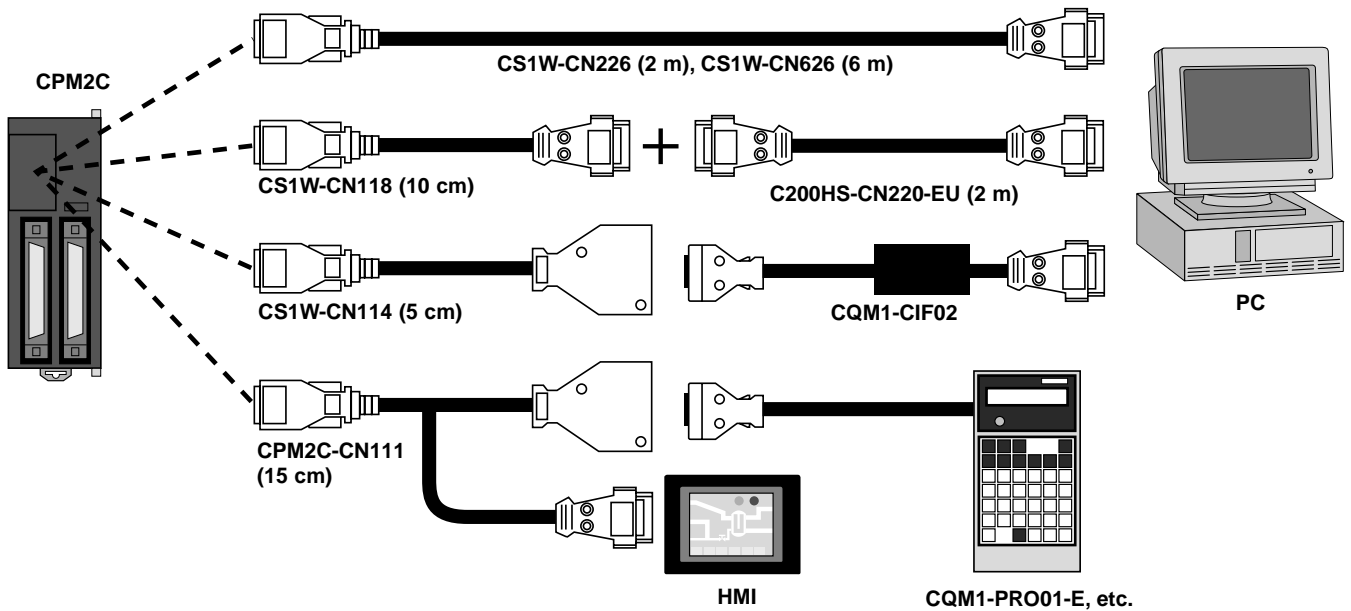 CS1W-CN226 (2 m), CS1W-CN626 (6 m)
CPM2C
CS1W-CN118 (10 cm)
C200HS-CN220-EU (2 m)
CS1W-CN114 (5 cm)
CQM1-CIF02
PC
CPM2C-CN111
(15 cm)
HMI
CQM1-PRO01-E, etc.